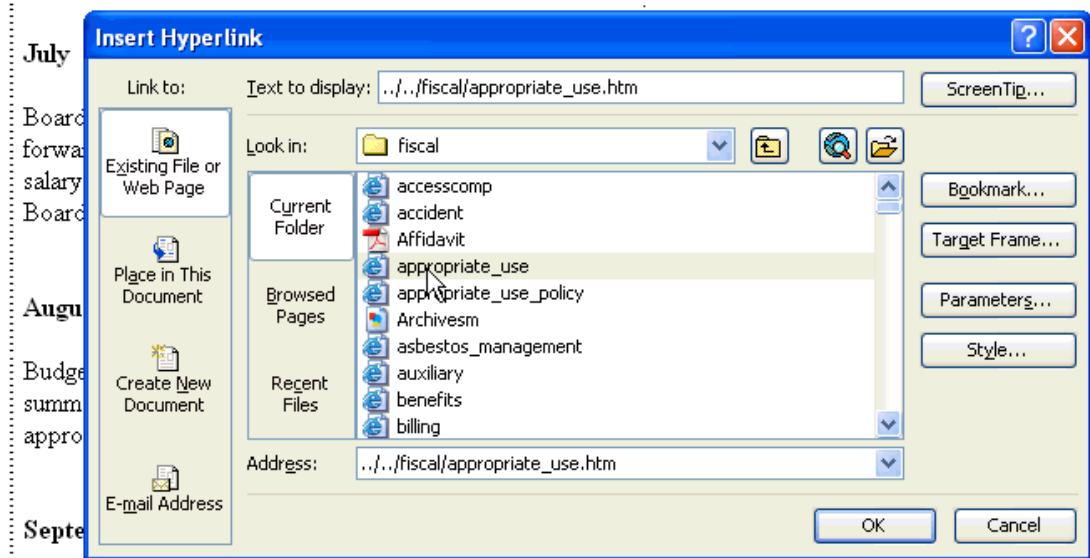 Insert Hyperlink
July
Link to:
Text to display: ../../fiscal/appropriate_use.htm
ScreenTip...
Board
forwar
salary
Board
Existing File or
Web Page
Look in: fiscal
Current
Folder
accesscomp
accident
Affidavit
appropriate_use
appropriate_use_policy
Archivesm
asbestos_management
auxiliary
benefits
billing
Bookmark...
Target Frame...
Parameters...
Style...
Place in This
Document
Browsed
Pages
Augu
Create New
Document
Recent
Files
Budge
summ
appro
Address: ../../fiscal/appropriate_use.htm
E-mail Address
Septe
OK
Cancel